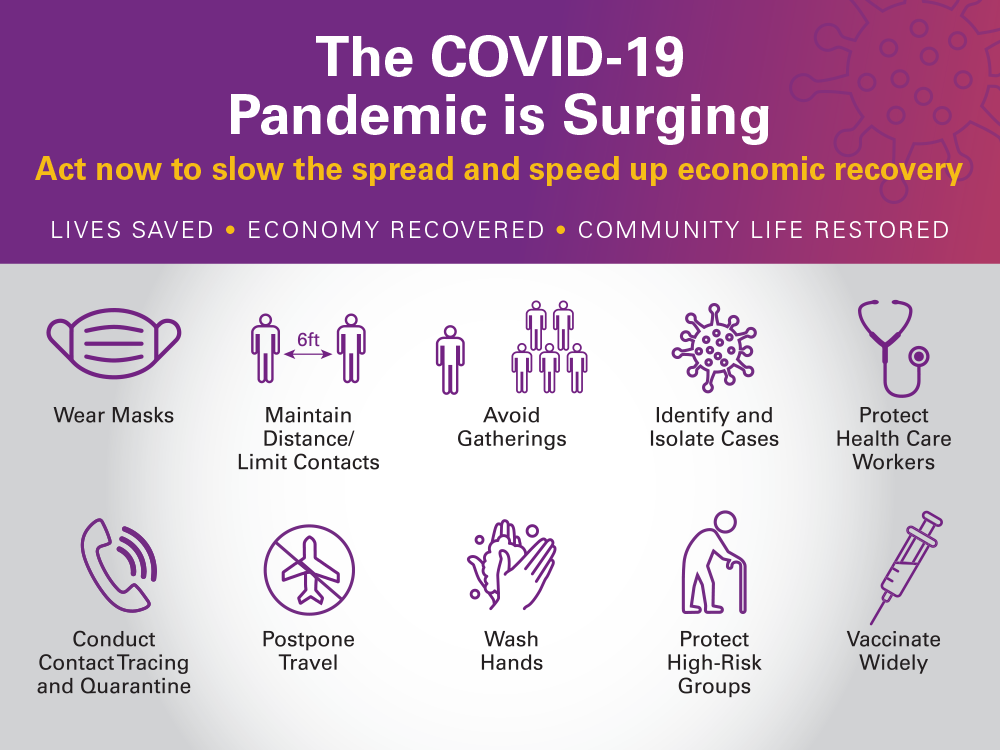 The COVID-19
Pandemic is Surging
Act now to slow the spread and speed up economic recovery
LIVES SAVED • ECONOMY RECOVERED • COMMUNITY LIFE RESTORED
6ft
Wear Masks
Maintain
Distance/
Limit Contacts
Avoid
Gatherings
Identify and
Isolate Cases
Protect
Health Care
Workers
Conduct
Contact Tracing
and Quarantine
Postpone
Travel
Wash
Hands
Protect
High-Risk
Groups
Vaccinate
Widely